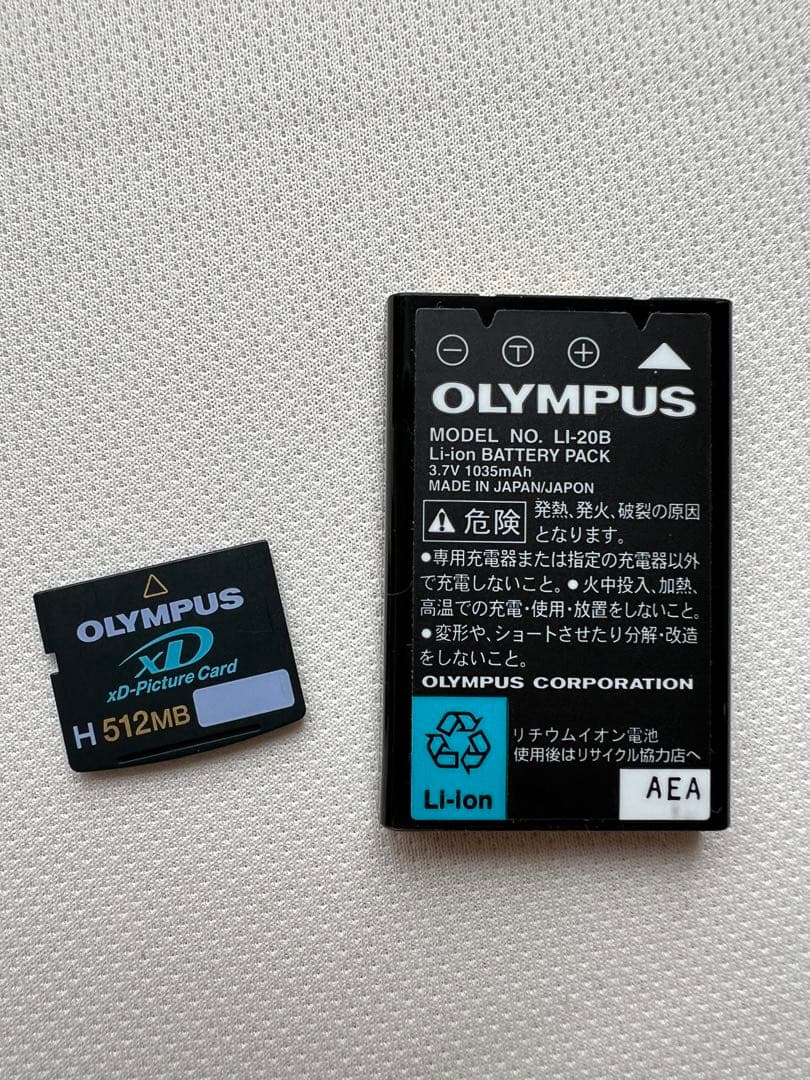 OLYMPUS
xD
xD-Picture Card
H 512MB
− T +
OLYMPUS
MODEL NO. LI-20B
Li-ion BATTERY PACK
3.7V 1035mAh
MADE IN JAPAN/JAPON
危険 発熱、発火、破裂の原因
となります。
●専用充電器または指定の充電器以外
で充電しないこと。●火中投入、加熱、
高温での充電・使用・放置をしないこと。
●変形や、ショートさせたり分解・改造
をしないこと。
OLYMPUS CORPORATION
リチウムイオン電池
使用後はリサイクル協力店へ
Li-ion
AEA